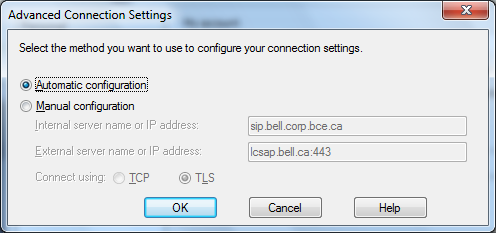 Advanced Connection Settings
Select the method you want to use to configure your connection settings.
Automatic configuration
Manual configuration
Internal server name or IP address: sip.bell.corp.bce.ca
External server name or IP address: lcsap.bell.ca:443
Connect using: TCP TLS
OK Cancel Help